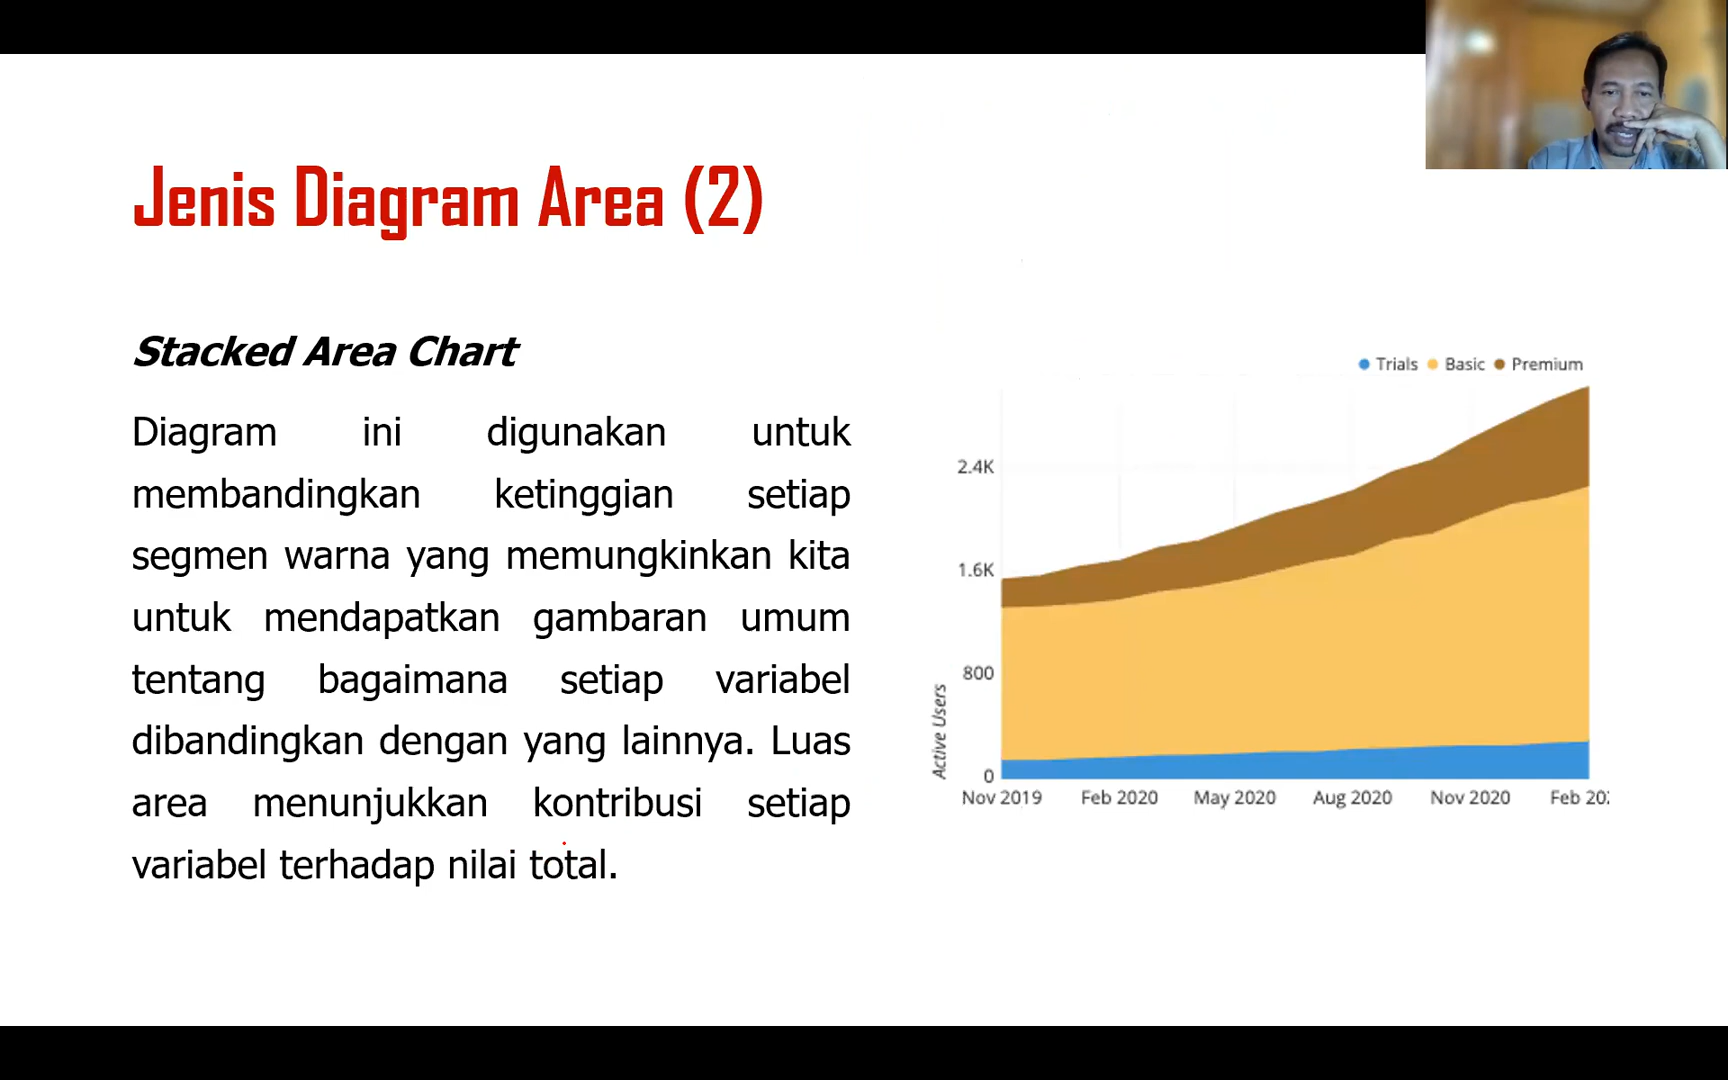 Jenis Diagram Area (2)
Stacked Area Chart
Diagram ini digunakan untuk
membandingkan ketinggian setiap
segmen warna yang memungkinkan kita
untuk mendapatkan gambaran umum
tentang bagaimana setiap variabel
dibandingkan dengan yang lainnya. Luas
area menunjukkan kontribusi setiap
variabel terhadap nilai total.
Trials Basic Premium
2.4K
1.6K
800
0
Active Users
Nov 2019 Feb 2020 May 2020 Aug 2020 Nov 2020 Feb 202